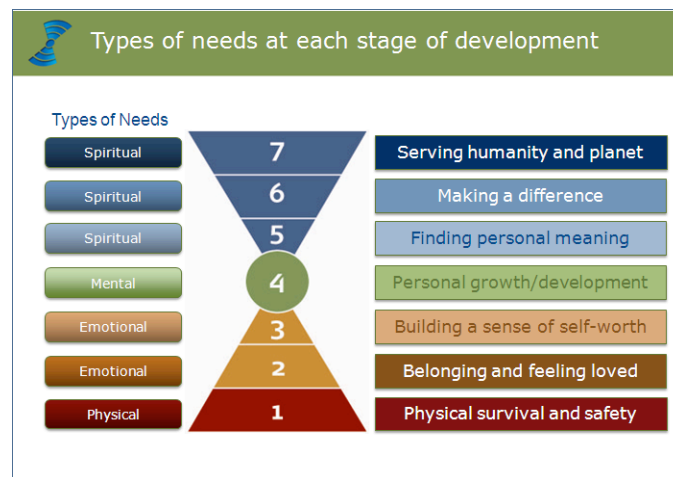 Types of needs at each stage of development
Types of Needs
Spiritual 7 Serving humanity and planet
Spiritual 6 Making a difference
Spiritual 5 Finding personal meaning
Mental 4 Personal growth/development
Emotional 3 Building a sense of self-worth
Emotional 2 Belonging and feeling loved
Physical 1 Physical survival and safety